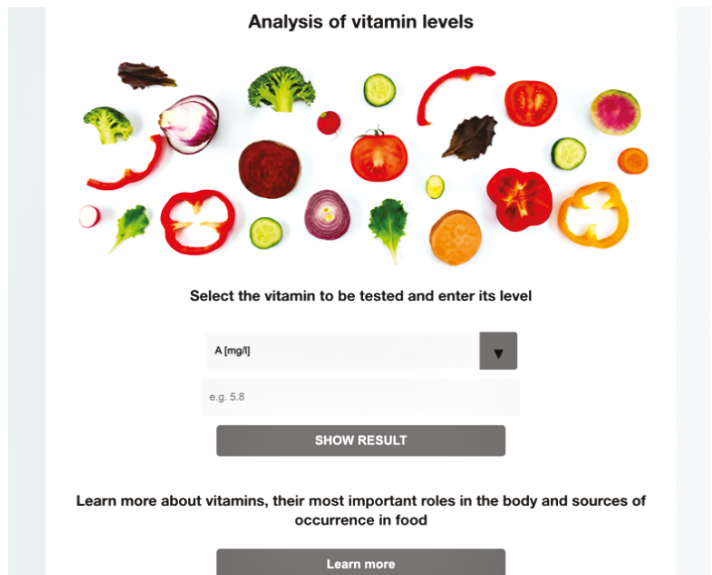 Analysis of vitamin levels
Select the vitamin to be tested and enter its level
A [mg/l]
▼
e.g. 5.8
SHOW RESULT
Learn more about vitamins, their most important roles in the body and sources of
occurrence in food
Learn more